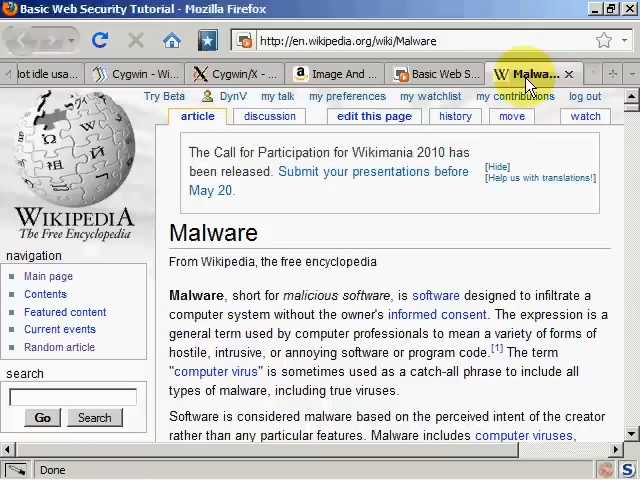 Basic Web Security Tutorial - Mozilla Firefox
http://en.wikipedia.org/wiki/Malware
lot idle usa...
Cygwin - Wi...
Cygwin/X - ...
Image And ...
Basic Web S...
Malwa...
Try Beta
DynV
my talk
my preferences
my watchlist
my contributions
log out
article
discussion
edit this page
history
move
watch
The Call for Participation for Wikimania 2010 has
been released. Submit your presentations before
May 20.
[Hide]
[Help us with translations!]
WIKIPEDIA
The Free Encyclopedia
navigation
Main page
Contents
Featured content
Current events
Random article
search
Go
Search
Malware
From Wikipedia, the free encyclopedia
Malware, short for malicious software, is software designed to infiltrate a
computer system without the owner's informed consent. The expression is a
general term used by computer professionals to mean a variety of forms of
hostile, intrusive, or annoying software or program code.[1] The term
"computer virus" is sometimes used as a catch-all phrase to include all
types of malware, including true viruses.
Software is considered malware based on the perceived intent of the creator
rather than any particular features. Malware includes computer viruses,
Done